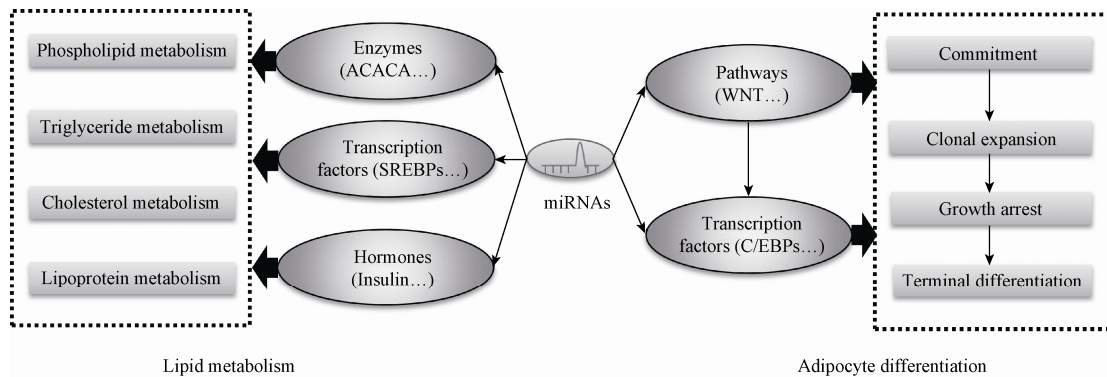 Phospholipid metabolism
Triglyceride metabolism
Cholesterol metabolism
Lipoprotein metabolism
Enzymes
(ACACA…)
Transcription
factors (SREBPs…)
Hormones
(Insulin…)
miRNAs
Pathways
(WNT…)
Transcription
factors (C/EBPs…)
Commitment
Clonal expansion
Growth arrest
Terminal differentiation
Lipid metabolism
Adipocyte differentiation